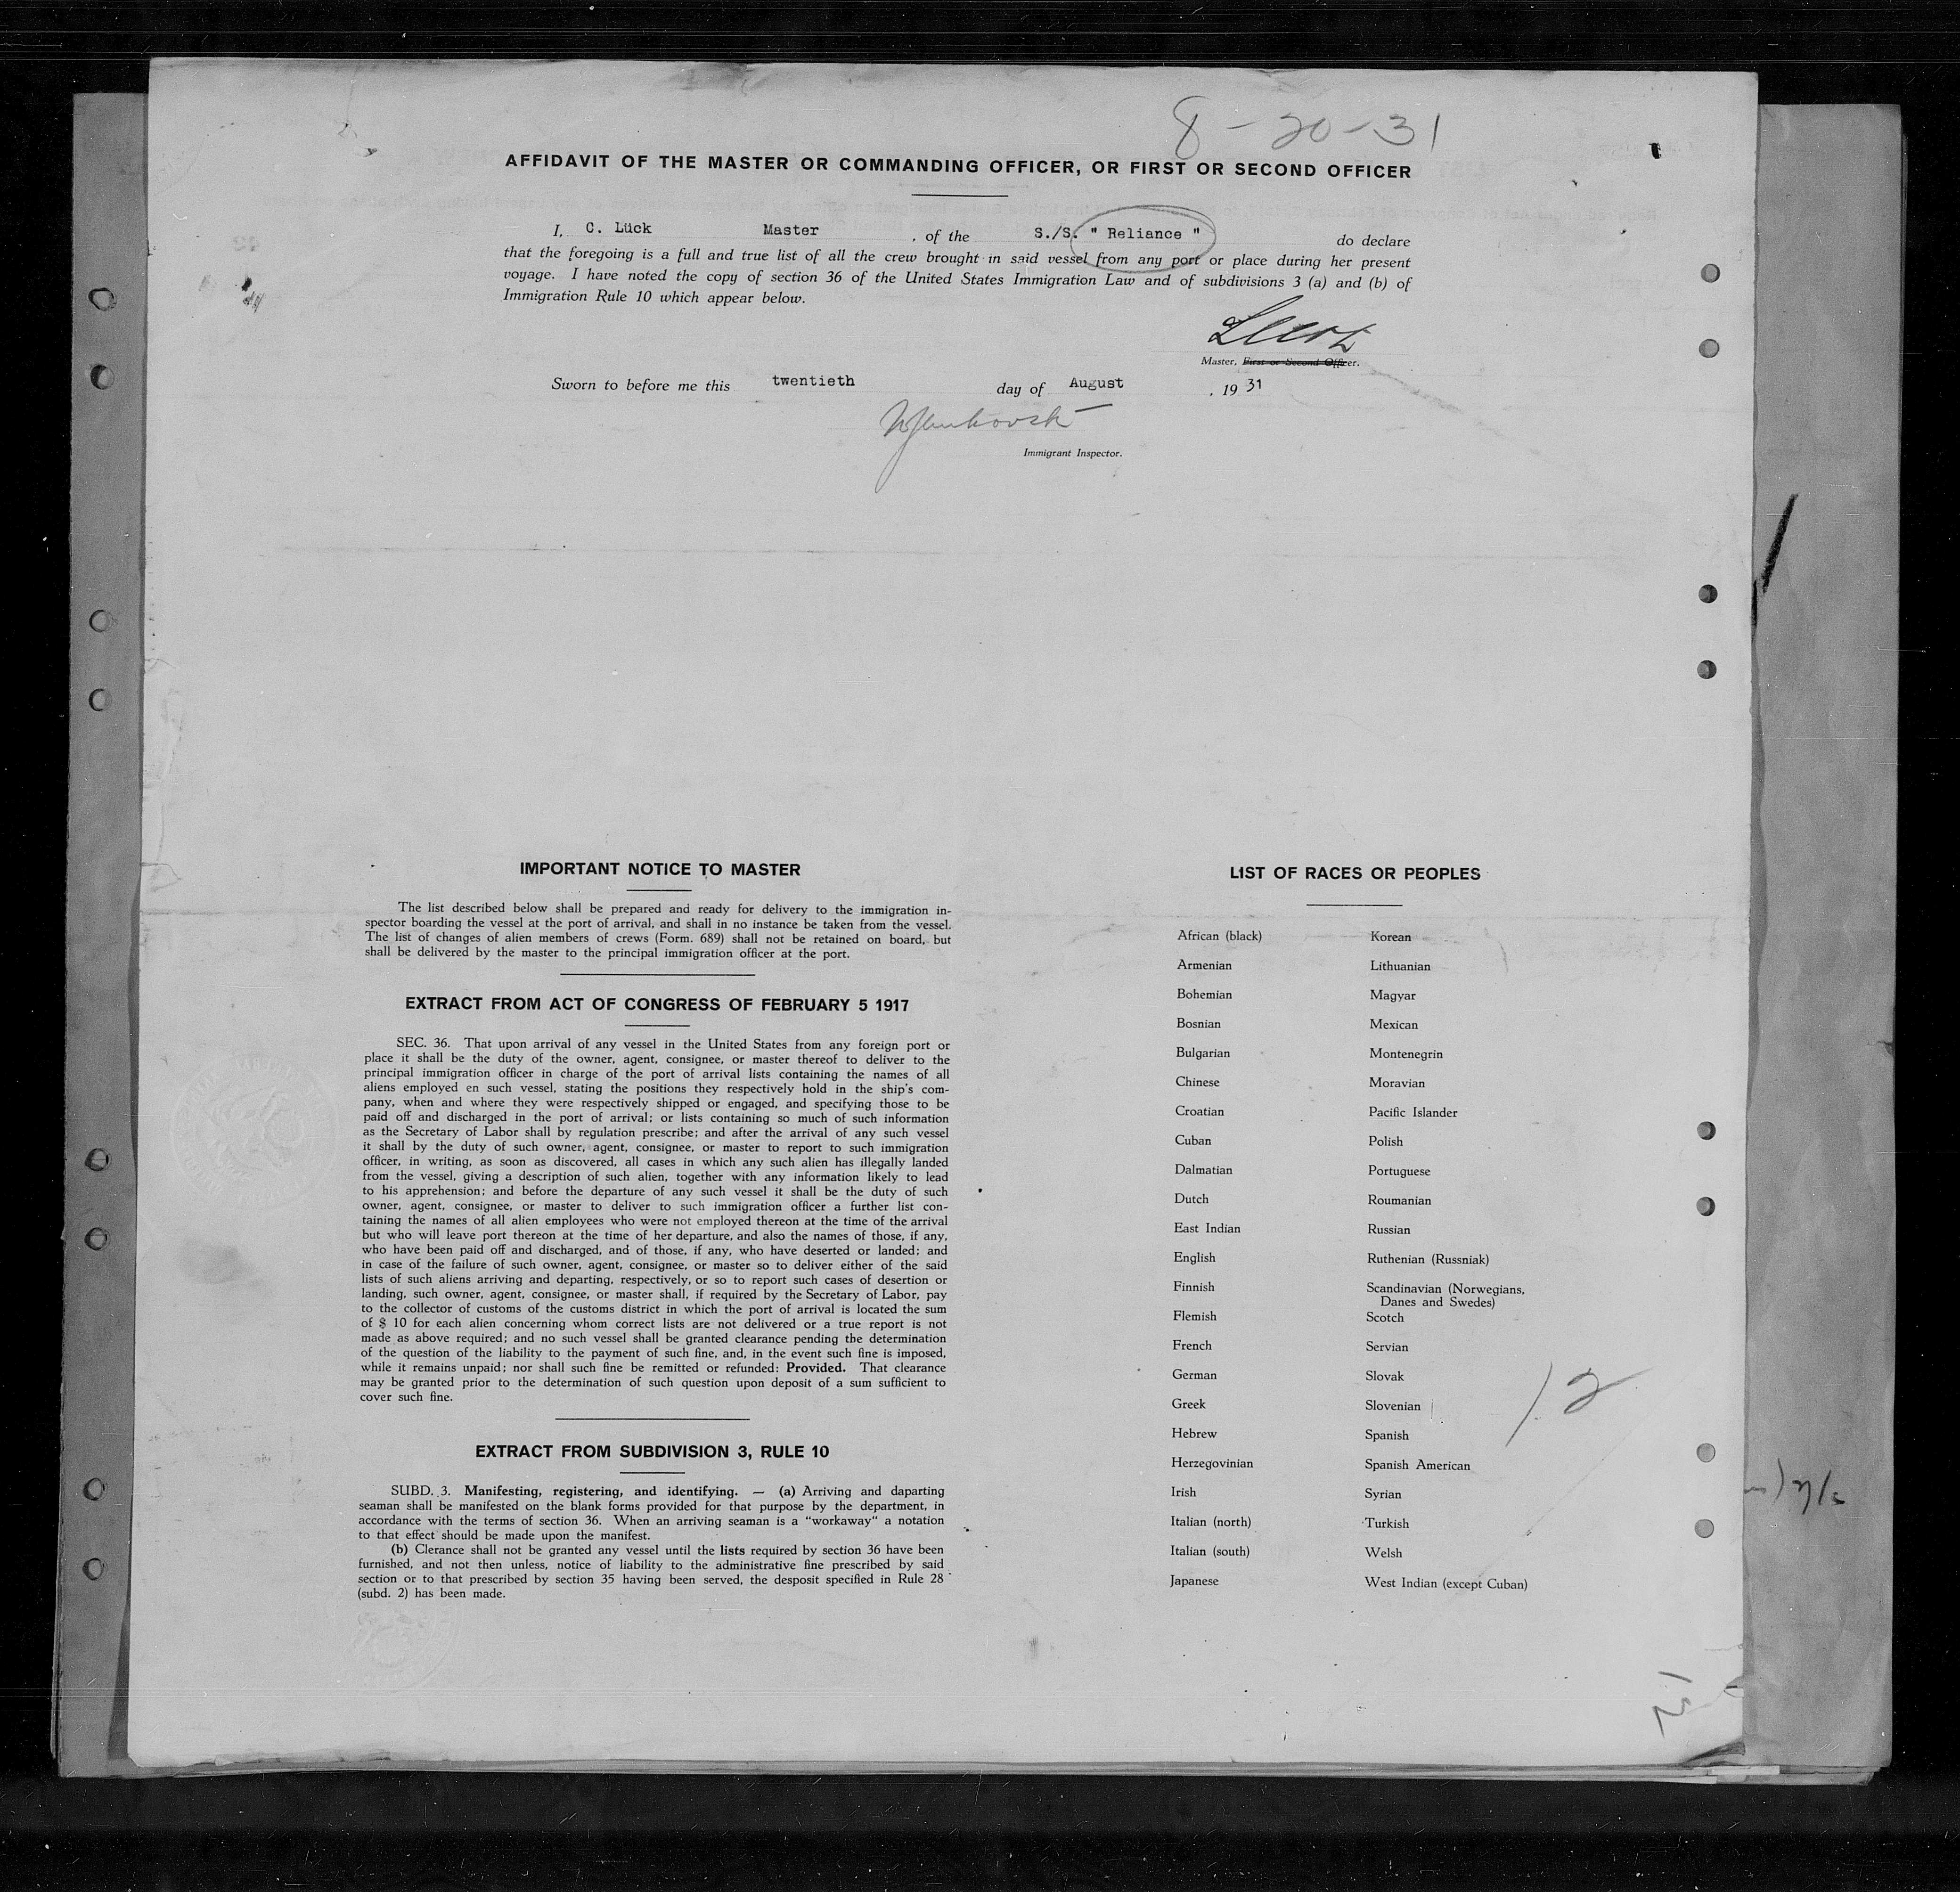 8-20-31
AFFIDAVIT OF THE MASTER OR COMMANDING OFFICER, OR FIRST OR SECOND OFFICER
I, C. Lück Master , of the S./S. " Reliance " do declare
that the foregoing is a full and true list of all the crew brought in said vessel from any port or place during her present
voyage. I have noted the copy of section 36 of the United States Immigration Law and of subdivisions 3 (a) and (b) of
Immigration Rule 10 which appear below.
Master, First or Second Officer.
Sworn to before me this twentieth day of August , 19 31
Immigrant Inspector.
IMPORTANT NOTICE TO MASTER
The list described below shall be prepared and ready for delivery to the immigration in-
spector boarding the vessel at the port of arrival, and shall in no instance be taken from the vessel.
The list of changes of alien members of crews (Form. 689) shall not be retained on board, but
shall be delivered by the master to the principal immigration officer at the port.
EXTRACT FROM ACT OF CONGRESS OF FEBRUARY 5 1917
SEC. 36. That upon arrival of any vessel in the United States from any foreign port or
place it shall be the duty of the owner, agent, consignee, or master thereof to deliver to the
principal immigration officer in charge of the port of arrival lists containing the names of all
aliens employed en such vessel, stating the positions they respectively hold in the ship's com-
pany, when and where they were respectively shipped or engaged, and specifying those to be
paid off and discharged in the port of arrival; or lists containing so much of such information
as the Secretary of Labor shall by regulation prescribe; and after the arrival of any such vessel
it shall by the duty of such owner, agent, consignee, or master to report to such immigration
officer, in writing, as soon as discovered, all cases in which any such alien has illegally landed
from the vessel, giving a description of such alien, together with any information likely to lead
to his apprehension; and before the departure of any such vessel it shall be the duty of such
owner, agent, consignee, or master to deliver to such immigration officer a further list con-
taining the names of all alien employees who were not employed thereon at the time of the arrival
but who will leave port thereon at the time of her departure, and also the names of those, if any,
who have been paid off and discharged, and of those, if any, who have deserted or landed; and
in case of the failure of such owner, agent, consignee, or master so to deliver either of the said
lists of such aliens arriving and departing, respectively, or so to report such cases of desertion or
landing, such owner, agent, consignee, or master shall, if required by the Secretary of Labor, pay
to the collector of customs of the customs district in which the port of arrival is located the sum
of $ 10 for each alien concerning whom correct lists are not delivered or a true report is not
made as above required; and no such vessel shall be granted clearance pending the determination
of the question of the liability to the payment of such fine, and, in the event such fine is imposed,
while it remains unpaid; nor shall such fine be remitted or refunded: Provided. That clearance
may be granted prior to the determination of such question upon deposit of a sum sufficient to
cover such fine.
EXTRACT FROM SUBDIVISION 3, RULE 10
SUBD. 3. Manifesting, registering, and identifying. — (a) Arriving and daparting
seaman shall be manifested on the blank forms provided for that purpose by the department, in
accordance with the terms of section 36. When an arriving seaman is a "workaway" a notation
to that effect should be made upon the manifest.
(b) Clerance shall not be granted any vessel until the lists required by section 36 have been
furnished, and not then unless, notice of liability to the administrative fine prescribed by said
section or to that prescribed by section 35 having been served, the desposit specified in Rule 28
(subd. 2) has been made.
LIST OF RACES OR PEOPLES
African (black)
Armenian
Bohemian
Bosnian
Bulgarian
Chinese
Croatian
Cuban
Dalmatian
Dutch
East Indian
English
Finnish
Flemish
French
German
Greek
Hebrew
Herzegovinian
Irish
Italian (north)
Italian (south)
Japanese
Korean
Lithuanian
Magyar
Mexican
Montenegrin
Moravian
Pacific Islander
Polish
Portuguese
Roumanian
Russian
Ruthenian (Russniak)
Scandinavian (Norwegians,
Danes and Swedes)
Scotch
Servian
Slovak
Slovenian
Spanish
Spanish American
Syrian
Turkish
Welsh
West Indian (except Cuban)
12